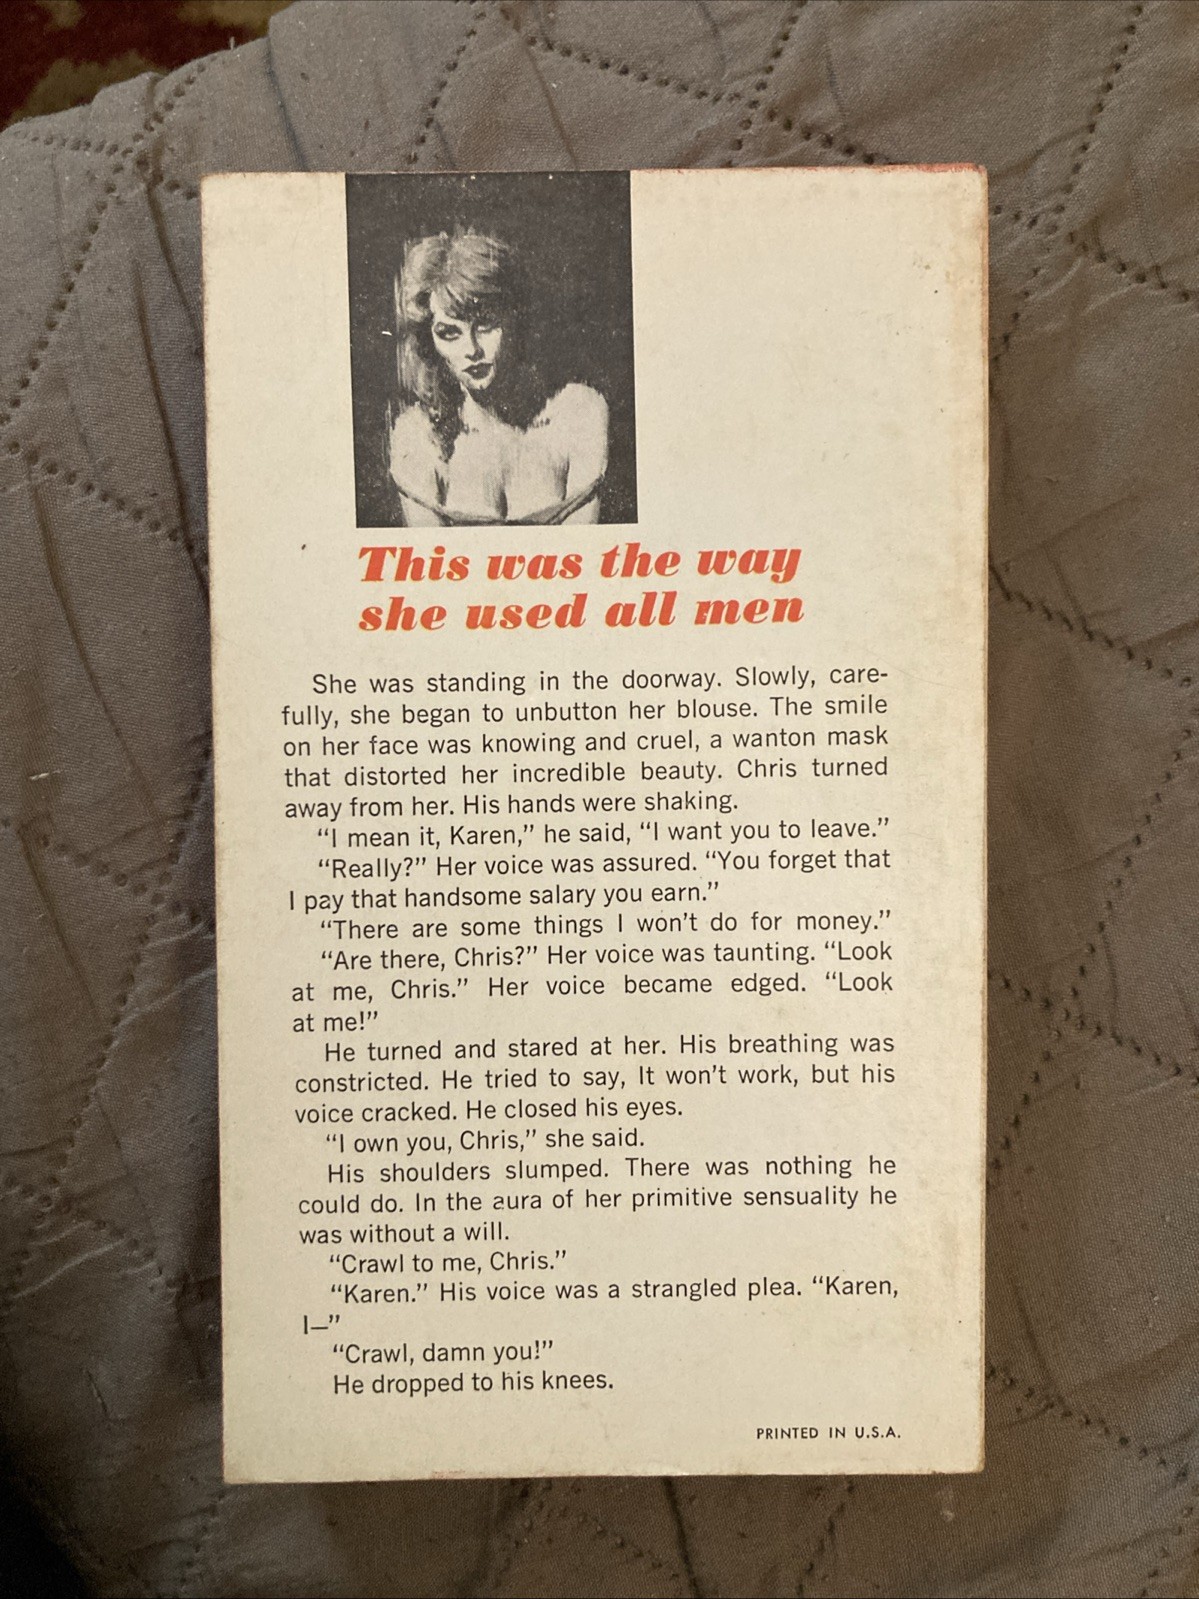 This was the way
she used all men
She was standing in the doorway. Slowly, care-
fully, she began to unbutton her blouse. The smile
on her face was knowing and cruel, a wanton mask
that distorted her incredible beauty. Chris turned
away from her. His hands were shaking.
“I mean it, Karen,” he said, “I want you to leave.”
“Really?” Her voice was assured. “You forget that
I pay that handsome salary you earn.”
“There are some things I won’t do for money.”
“Are there, Chris?” Her voice was taunting. “Look
at me, Chris.” Her voice became edged. “Look
at me!”
He turned and stared at her. His breathing was
constricted. He tried to say, It won’t work, but his
voice cracked. He closed his eyes.
“I own you, Chris,” she said.
His shoulders slumped. There was nothing he
could do. In the aura of her primitive sensuality he
was without a will.
“Crawl to me, Chris.”
“Karen.” His voice was a strangled plea. “Karen,
I—”
“Crawl, damn you!”
He dropped to his knees.
PRINTED IN U.S.A.